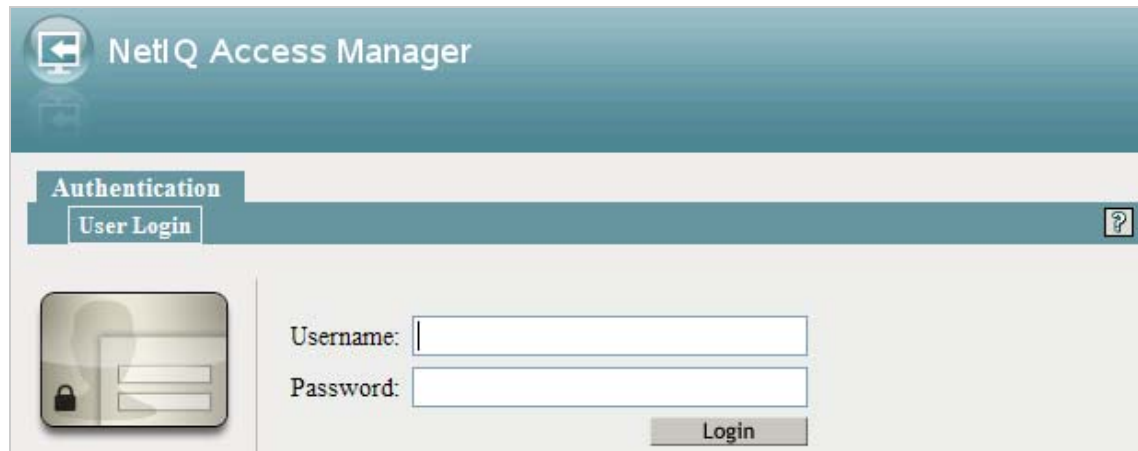 NetIQ Access Manager
Authentication
User Login
?
Username:
Password:
Login